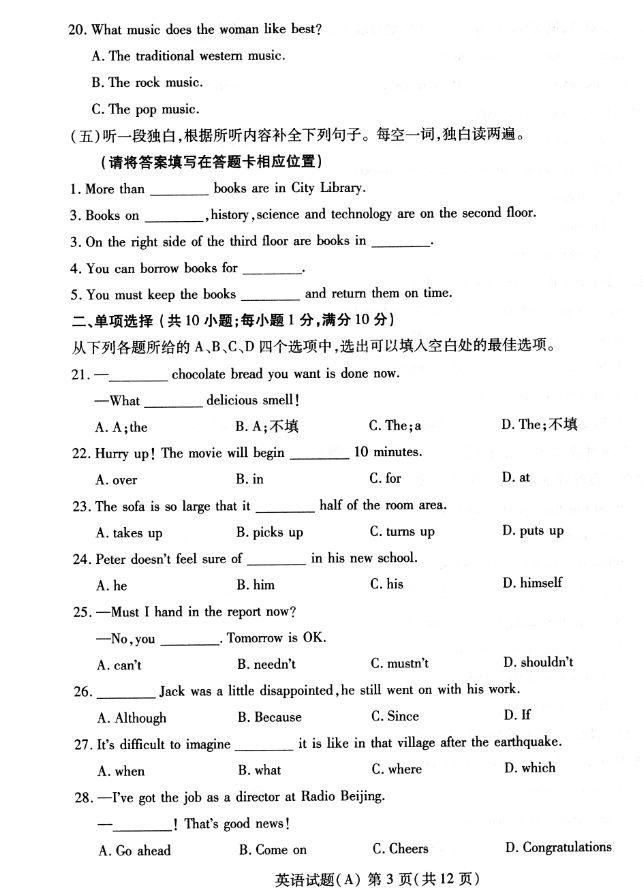 20. What music does the woman like best?
A. The traditional western music.
B. The rock music.
C. The pop music.
(五)听一段独白,根据所听内容补全下列句子。每空一词,独白读两遍。
(请将答案填写在答题卡相应位置)
1. More than ________ books are in City Library.
3. Books on ________,history,science and technology are on the second floor.
3. On the right side of the third floor are books in ________.
4. You can borrow books for ________.
5. You must keep the books ________ and return them on time.
二、单项选择 (共 10 小题;每小题 1 分,满分 10 分)
从下列各题所给的 A、B、C、D 四个选项中,选出可以填入空白处的最佳选项。
21. —________ chocolate bread you want is done now.
—What ________ delicious smell!
A. A;the B. A;不填 C. The;a D. The;不填
22. Hurry up! The movie will begin ________ 10 minutes.
A. over B. in C. for D. at
23. The sofa is so large that it ________ half of the room area.
A. takes up B. picks up C. turns up D. puts up
24. Peter doesn't feel sure of ________ in his new school.
A. he B. him C. his D. himself
25. —Must I hand in the report now?
—No,you ________. Tomorrow is OK.
A. can't B. needn't C. mustn't D. shouldn't
26. ________ Jack was a little disappointed,he still went on with his work.
A. Although B. Because C. Since D. If
27. It's difficult to imagine ________ it is like in that village after the earthquake.
A. when B. what C. where D. which
28. —I've got the job as a director at Radio Beijing.
—________! That's good news!
A. Go ahead B. Come on C. Cheers D. Congratulations
英语试题(A) 第 3 页(共 12 页)